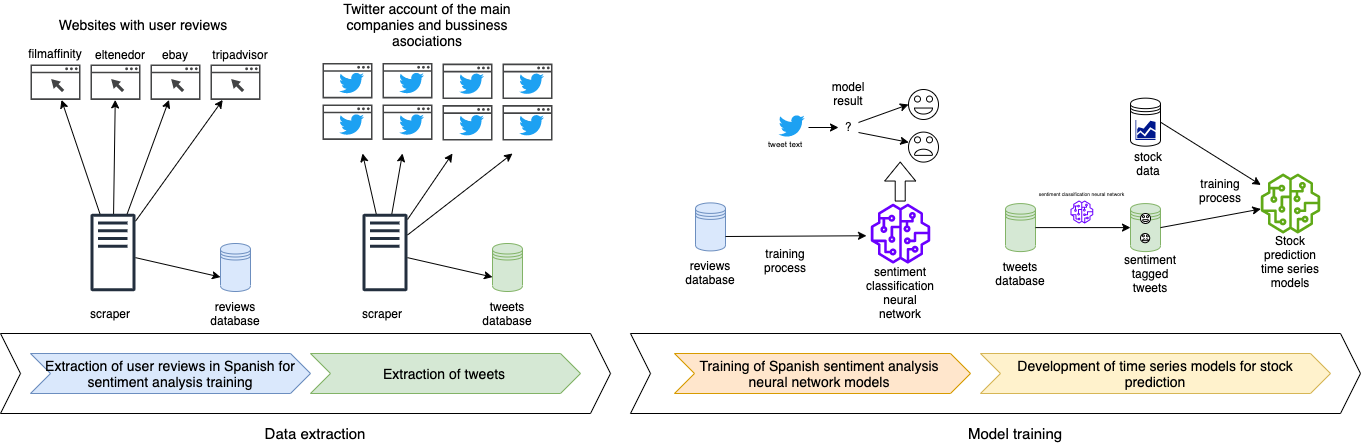 Websites with user reviews
filmaffinity
eltenedor
ebay
tripadvisor
scraper
reviews
database
Twitter account of the main
companies and bussiness
asociations
scraper
tweets
database
model
result
tweet text
?
reviews
database
training
process
sentiment
classification
neural
network
stock
data
sentiment classification neural network
training
process
tweets
database
sentiment
tagged
tweets
Stock
prediction
time series
models
Extraction of user reviews in Spanish for
sentiment analysis training
Extraction of tweets
Training of Spanish sentiment analysis
neural network models
Development of time series models for stock
prediction
Data extraction
Model training